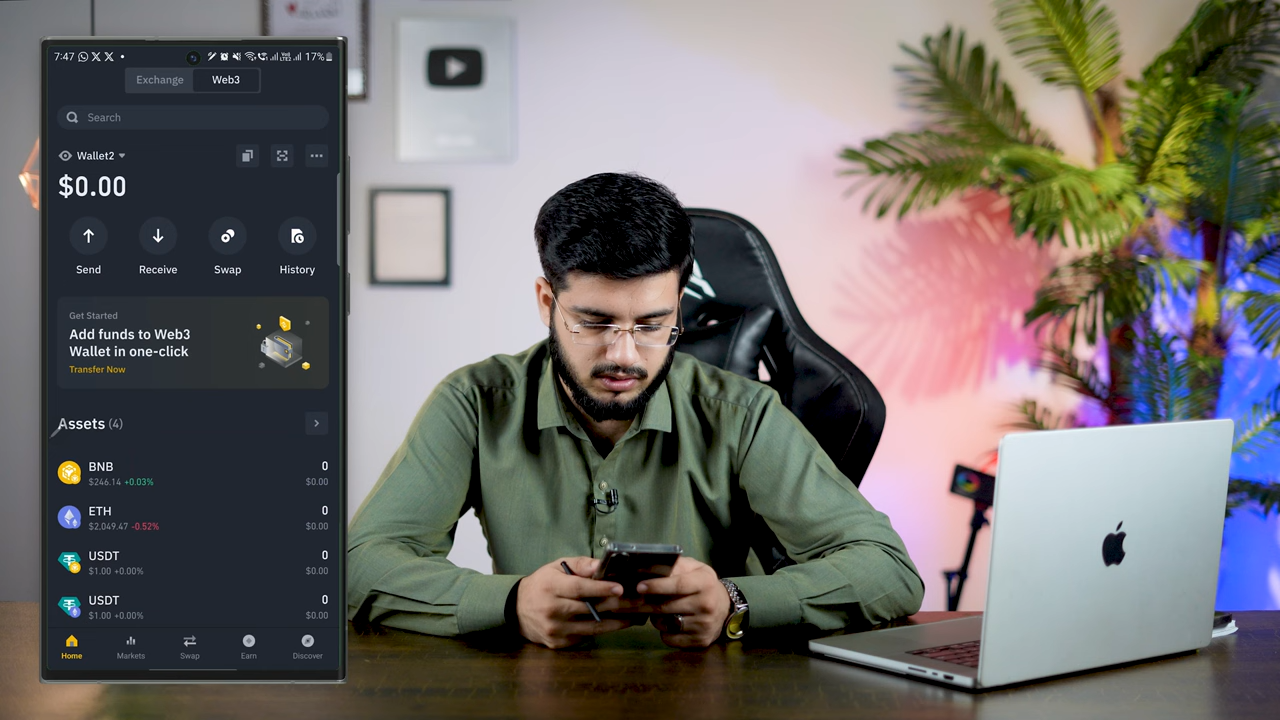 7:47
17%
Exchange Web3
Search
Wallet2
$0.00
Send Receive Swap History
Get Started
Add funds to Web3
Wallet in one-click
Transfer Now
Assets (4)
BNB 0
$246.14 +0.03% $0.00
ETH 0
$2,049.47 -0.52% $0.00
USDT 0
$1.00 +0.00% $0.00
USDT 0
$1.00 +0.00% $0.00
Home Markets Swap Earn Discover